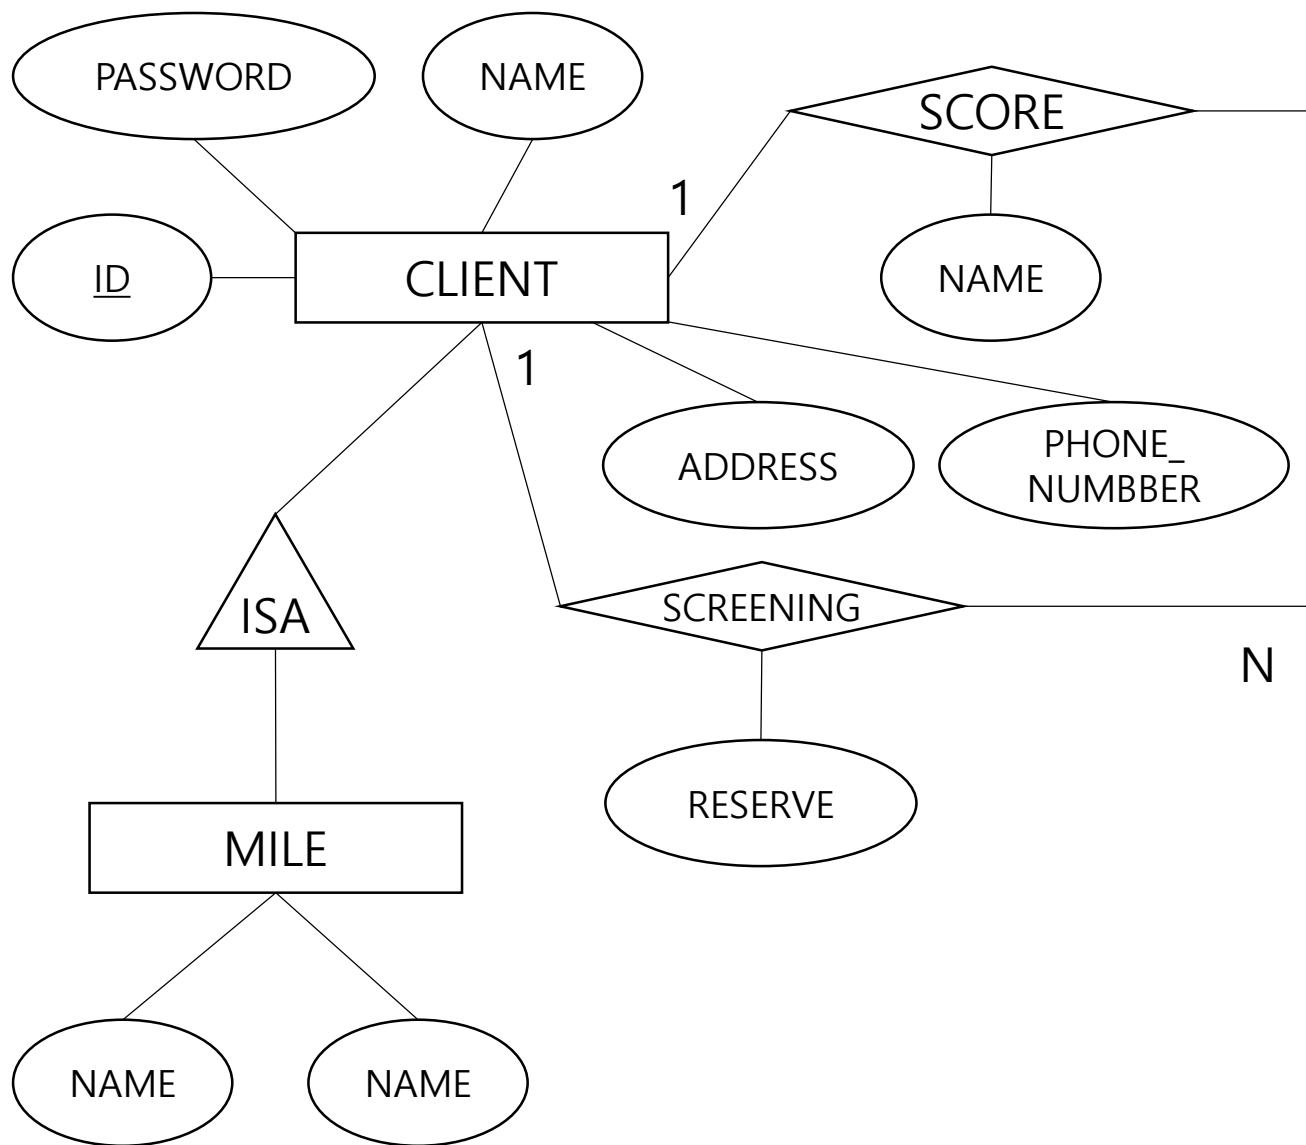 PASSWORD
NAME
SCORE
1
ID
CLIENT
NAME
1
ADDRESS
PHONE_
NUMBBER
ISA
SCREENING
N
RESERVE
MILE
NAME
NAME